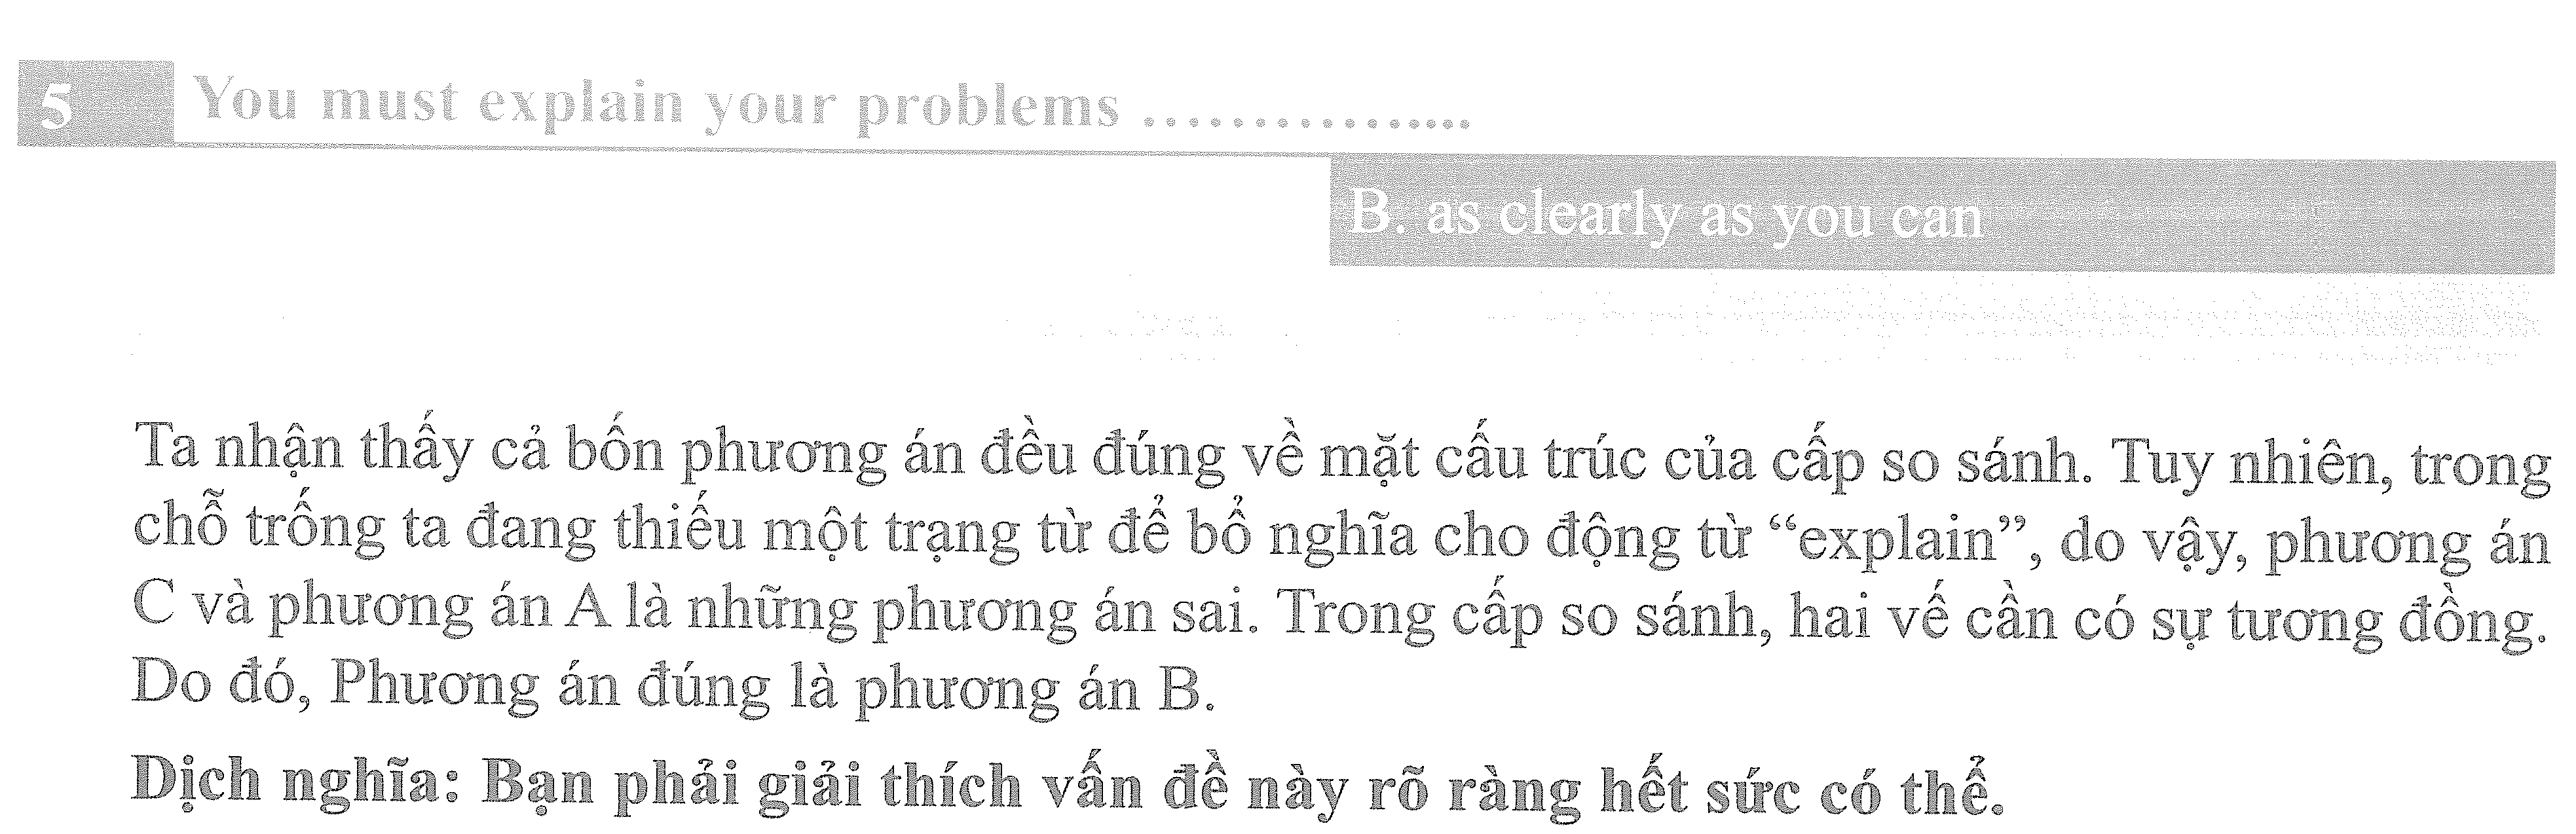 5 You must explain your problems ...............
B. as clearly as you can
Ta nhận thấy cả bốn phương án đều đúng về mặt cấu trúc của cấp so sánh. Tuy nhiên, trong
chỗ trống ta đang thiếu một trạng từ để bổ nghĩa cho động từ “explain”, do vậy, phương án
C và phương án A là những phương án sai. Trong cấp so sánh, hai vế cần có sự tương đồng.
Do đó, Phương án đúng là phương án B.
Dịch nghĩa: Bạn phải giải thích vấn đề này rõ ràng hết sức có thể.